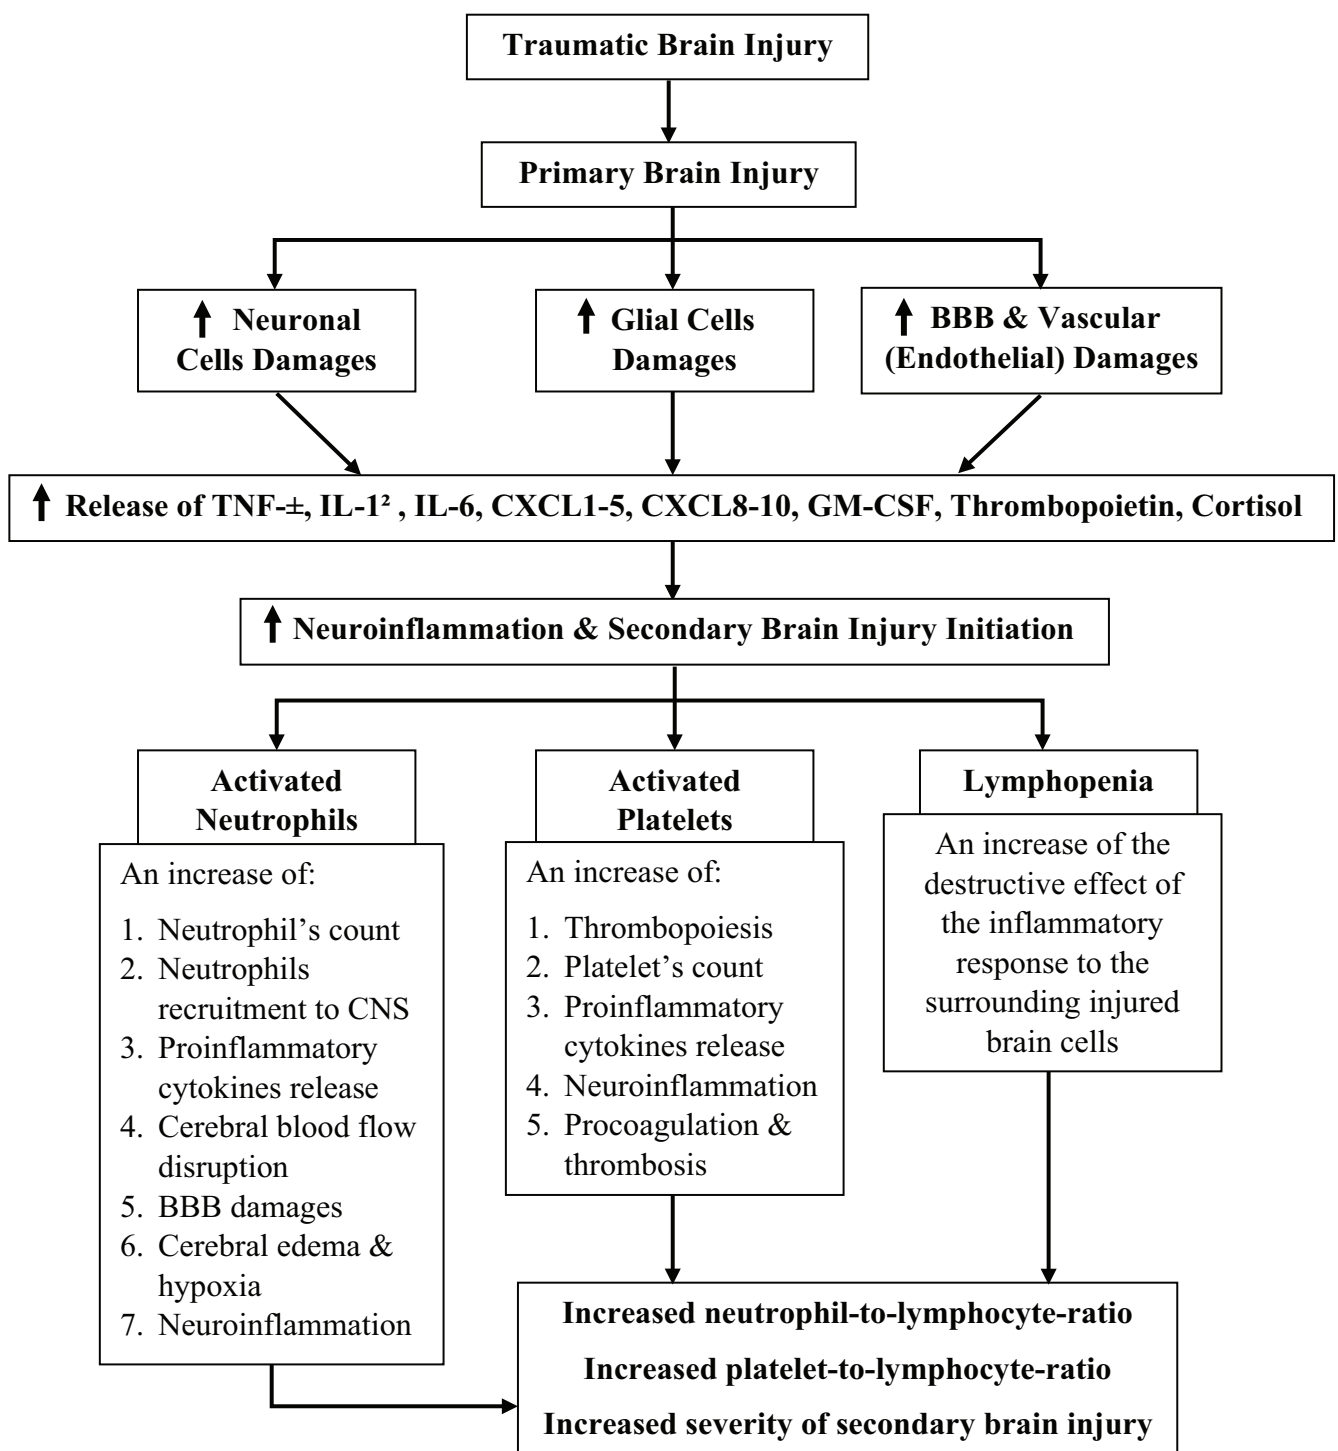 Traumatic Brain Injury
Primary Brain Injury
↑ Neuronal
Cells Damages
↑ Glial Cells
Damages
↑ BBB & Vascular
(Endothelial) Damages
↑ Release of TNF-±, IL-1² , IL-6, CXCL1-5, CXCL8-10, GM-CSF, Thrombopoietin, Cortisol
↑ Neuroinflammation & Secondary Brain Injury Initiation
Activated
Neutrophils
An increase of:
1. Neutrophil’s count
2. Neutrophils
recruitment to CNS
3. Proinflammatory
cytokines release
4. Cerebral blood flow
disruption
5. BBB damages
6. Cerebral edema &
hypoxia
7. Neuroinflammation
Activated
Platelets
An increase of:
1. Thrombopoiesis
2. Platelet’s count
3. Proinflammatory
cytokines release
4. Neuroinflammation
5. Procoagulation &
thrombosis
Lymphopenia
An increase of the
destructive effect of
the inflammatory
response to the
surrounding injured
brain cells
Increased neutrophil-to-lymphocyte-ratio
Increased platelet-to-lymphocyte-ratio
Increased severity of secondary brain injury